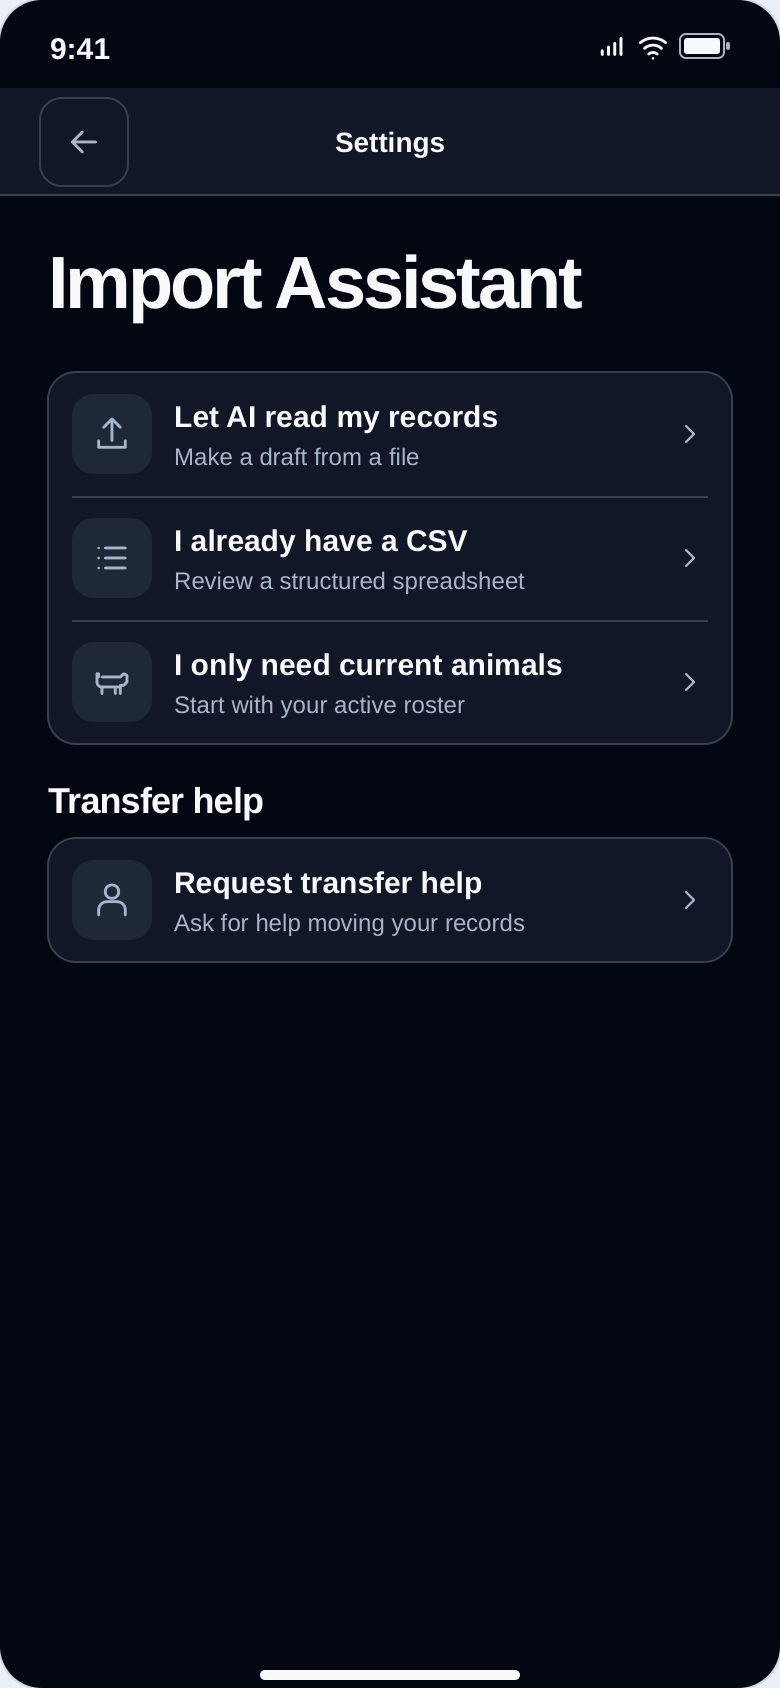 9:41
Settings
Import Assistant
Let AI read my records
Make a draft from a file
I already have a CSV
Review a structured spreadsheet
I only need current animals
Start with your active roster
Transfer help
Request transfer help
Ask for help moving your records